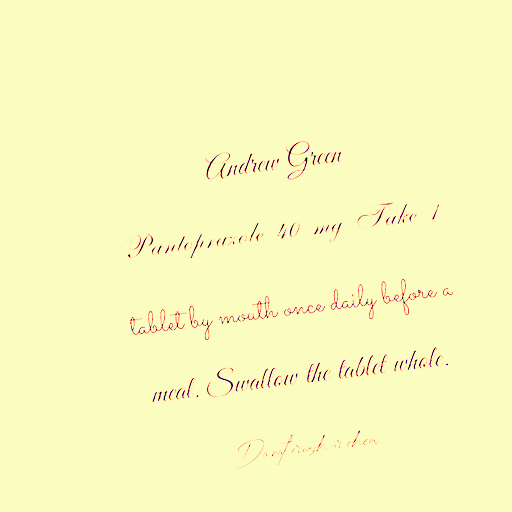 Andrew Green
Pantoprazole 40 mg Take 1
tablet by mouth once daily before a
meal. Swallow the tablet whole.
Do not crush or chew